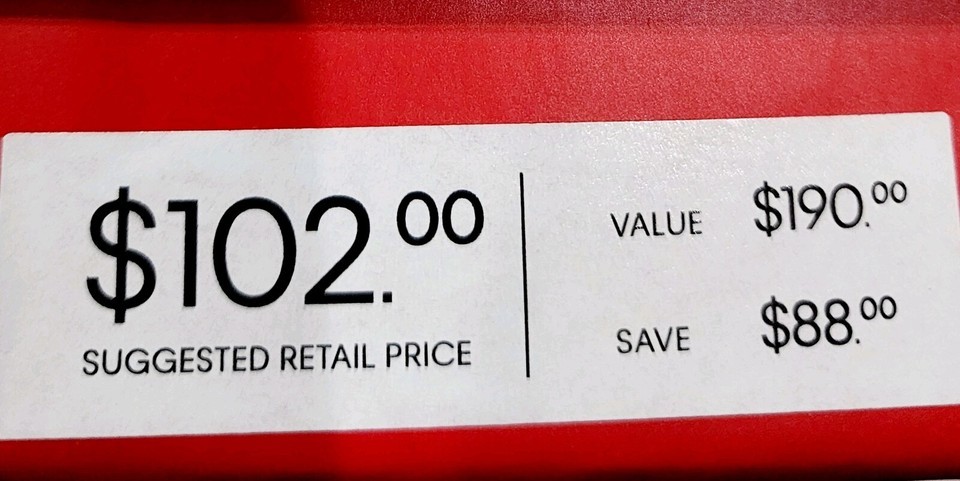 $102.00
SUGGESTED RETAIL PRICE
VALUE $190.00
SAVE $88.00